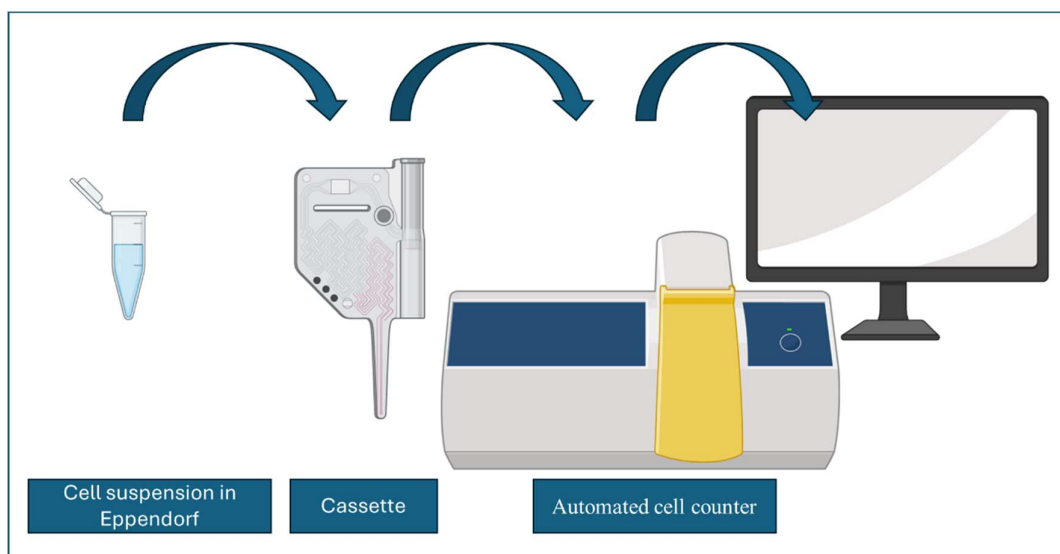 Cell suspension in
Eppendorf
Cassette
Automated cell counter